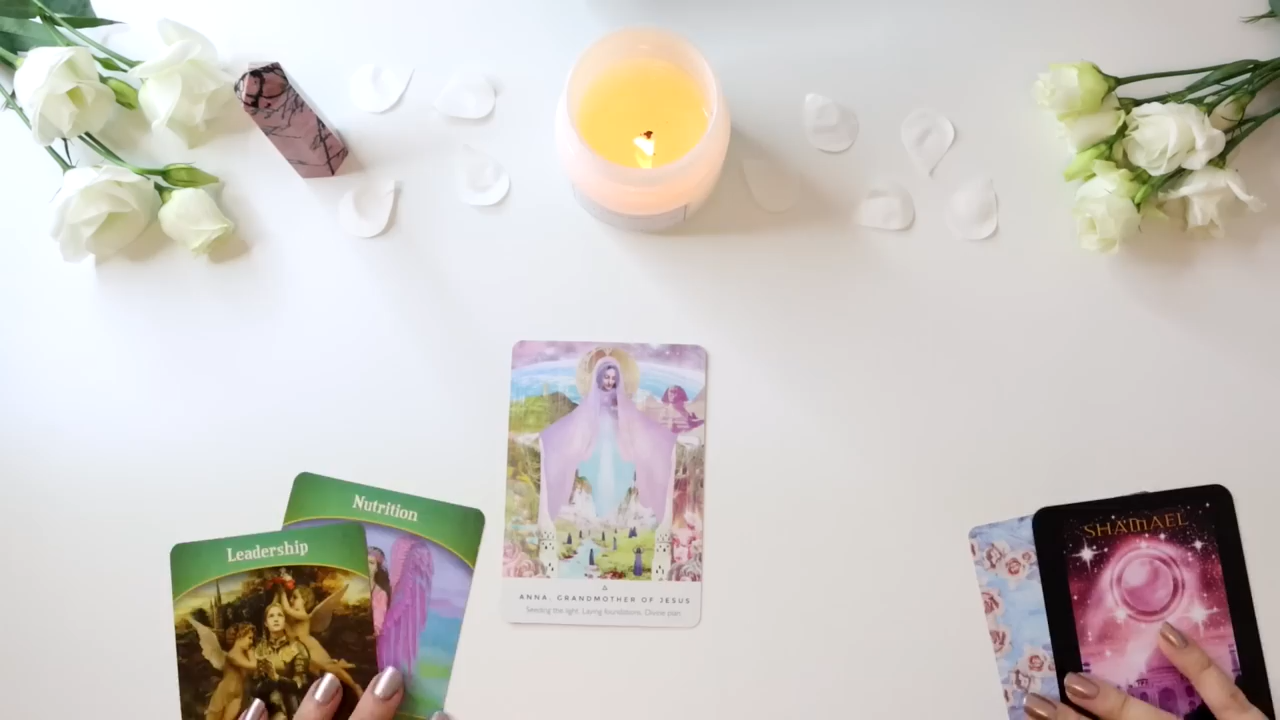 Nutrition
Leadership
ANNA, GRANDMOTHER OF JESUS
Seeding the light. Laying foundations. Divine plan.
SHAMAEL